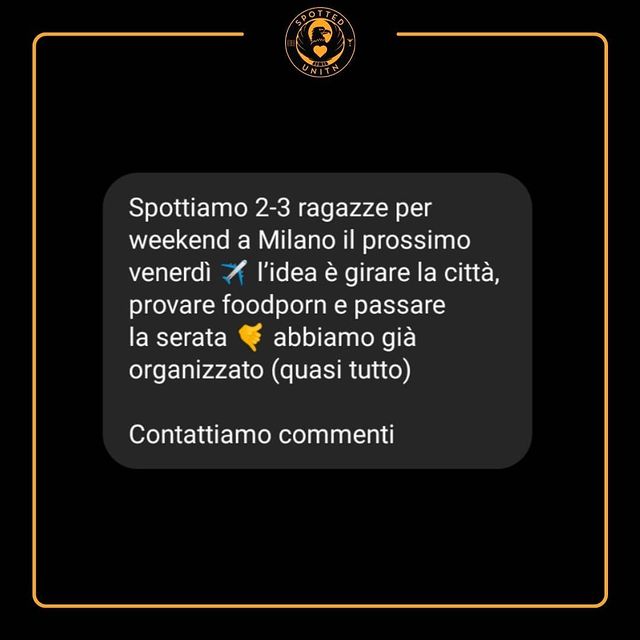 SPOTTED
UNITN
Spottiamo 2-3 ragazze per
weekend a Milano il prossimo
venerdì ✈️ l’idea è girare la città,
provare foodporn e passare
la serata 🤙 abbiamo già
organizzato (quasi tutto)
Contattiamo commenti